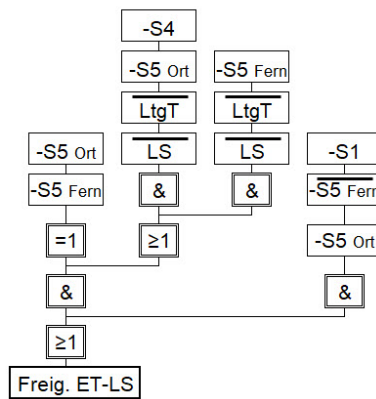 -S4
-S5 Ort -S5 Fern
LtgT LtgT
-S5 Ort LS LS -S1
-S5 Fern & & -S5 Fern
=1 ≥1 -S5 Ort
& &
≥1
Freig. ET-LS